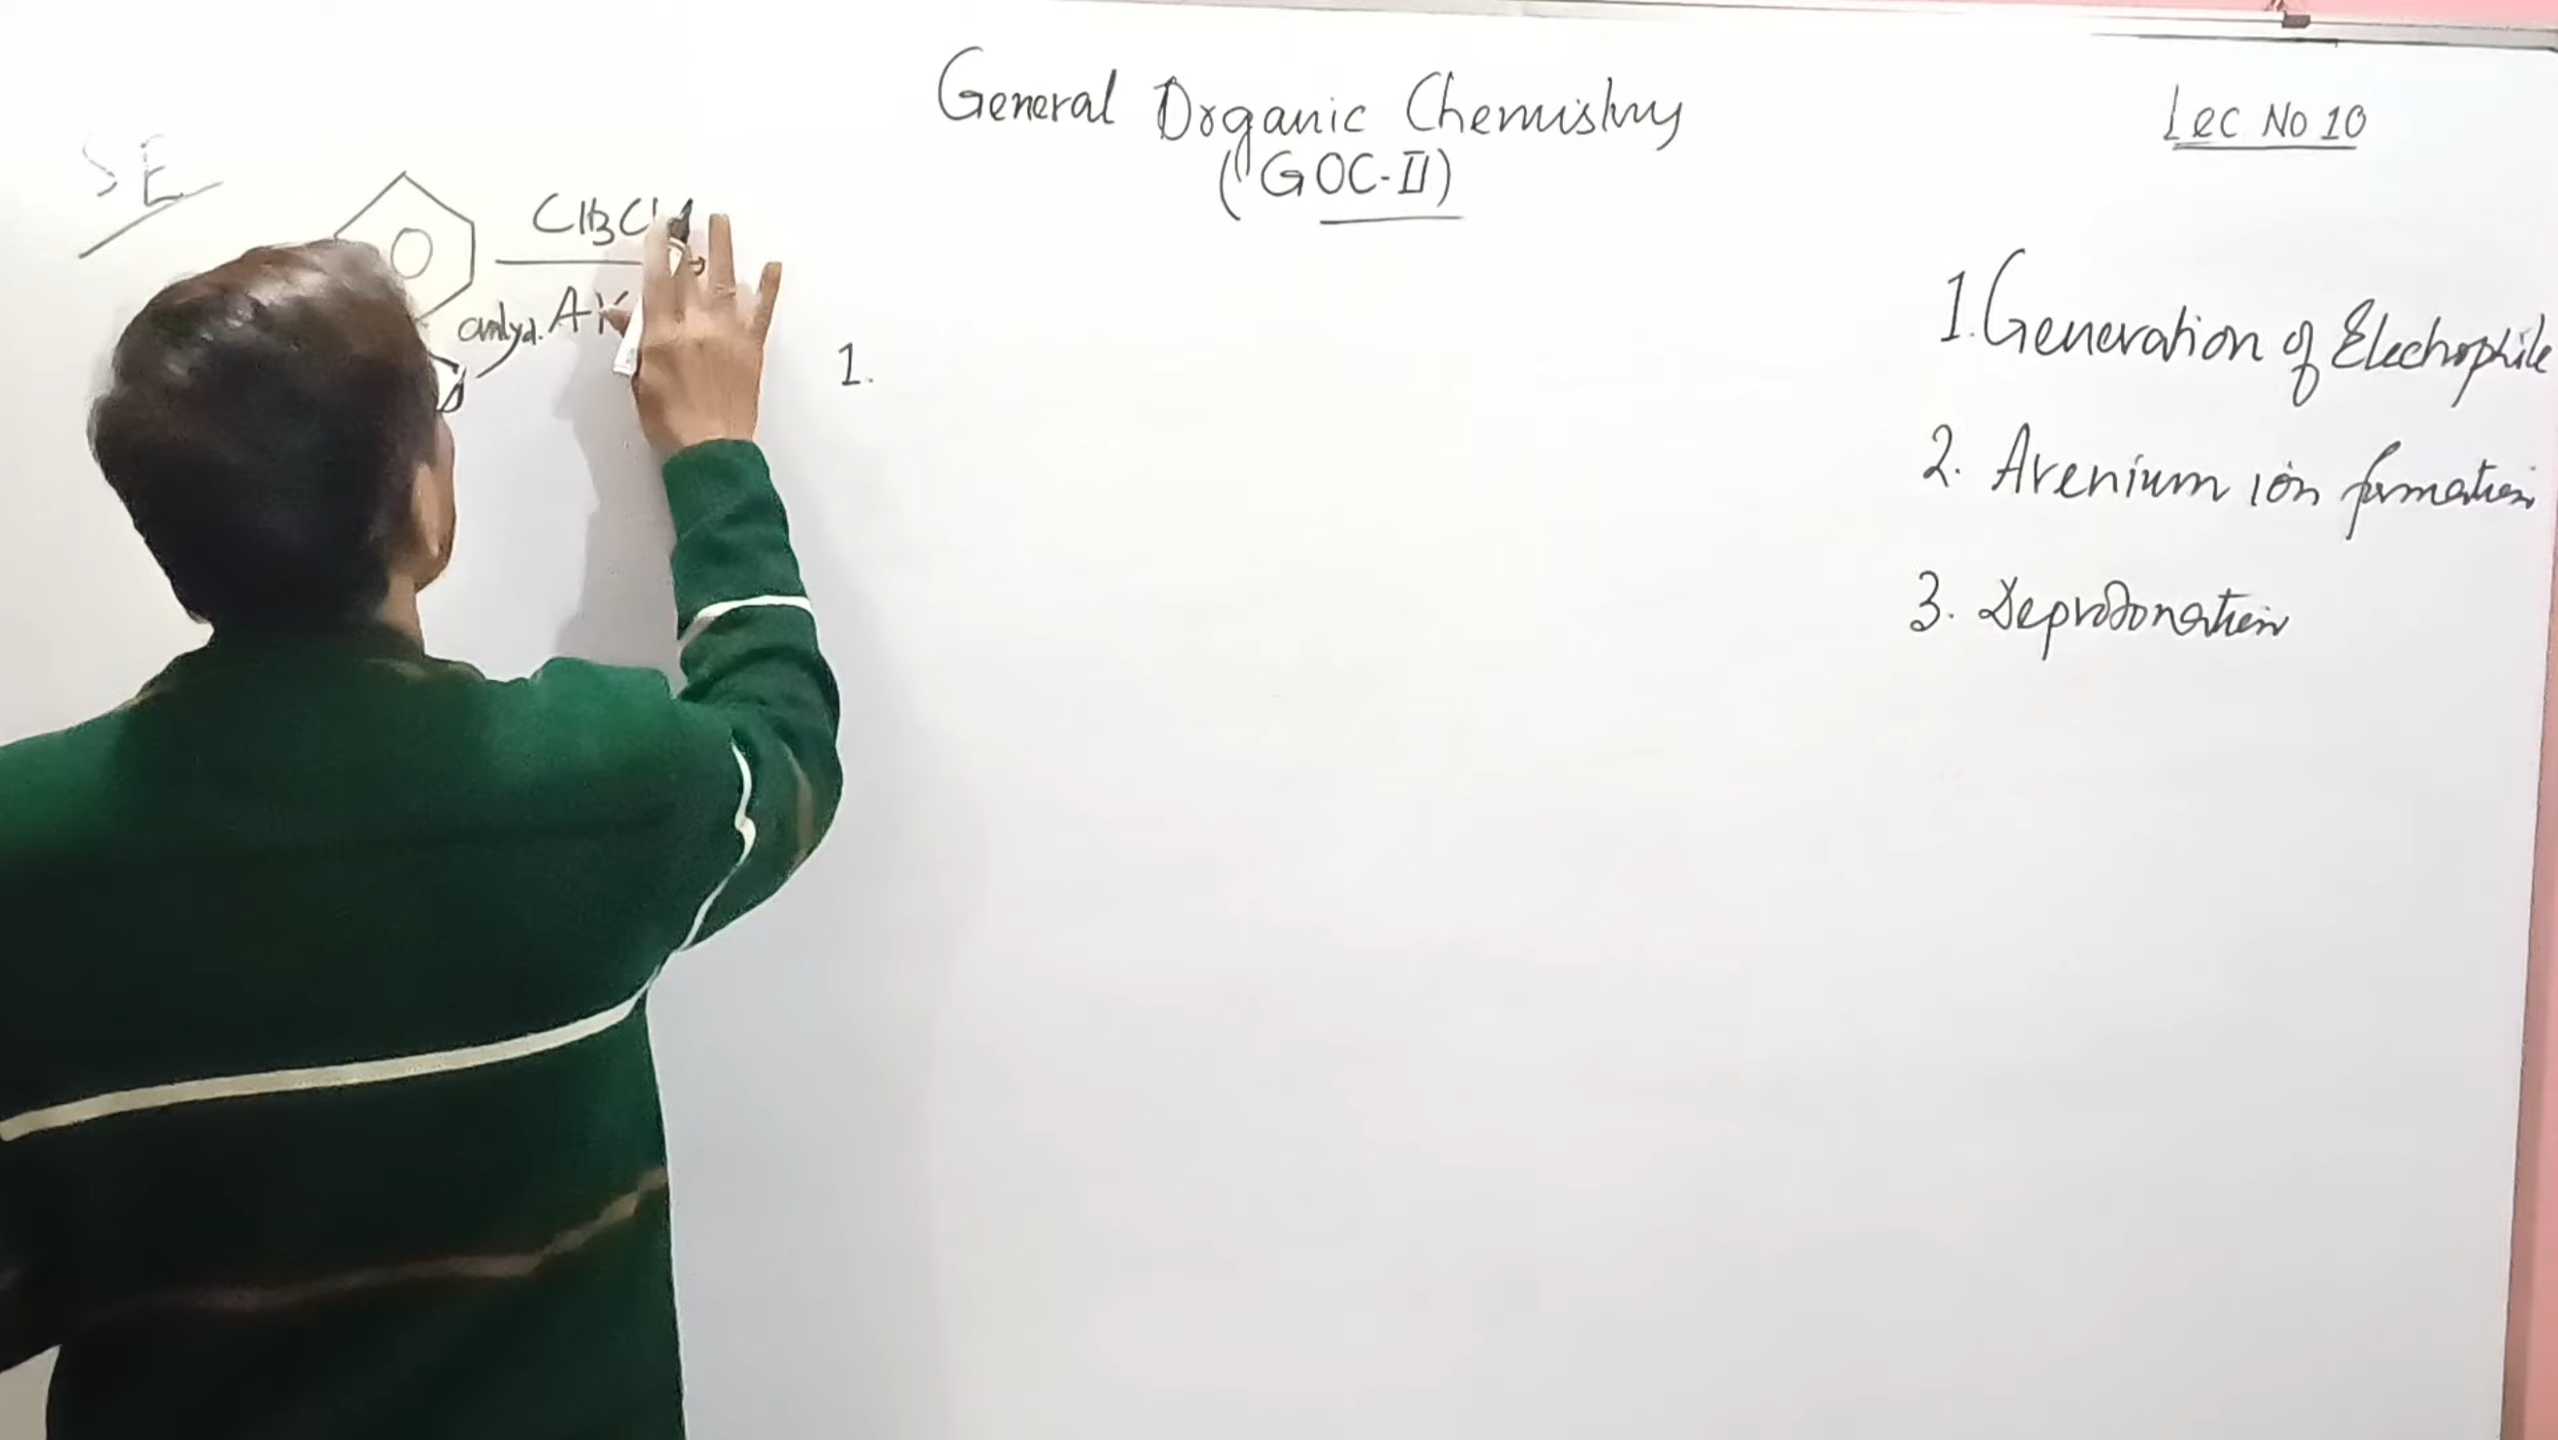 General Organic Chemistry
(GOC-II)
Lec No 10
SE
CH3Cl
anhyd.
1.
1. Generation of Electrophile
2. Arenium ion formation
3. Deprotonation